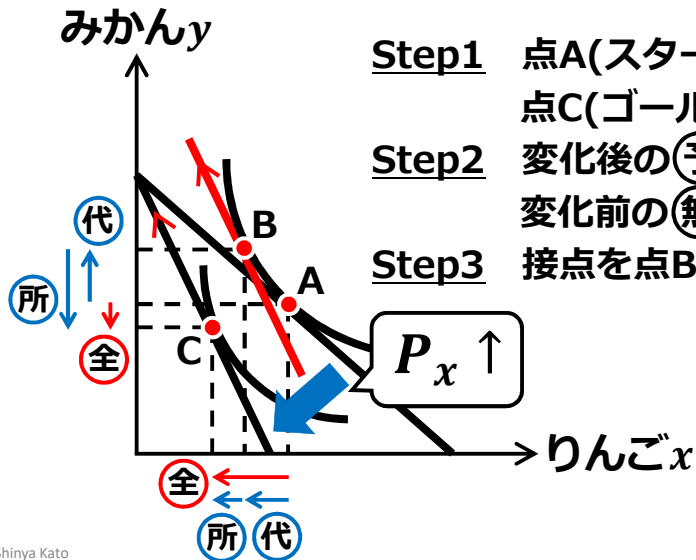 みかんy
Step1 点A(スター
点C(ゴール
Step2 変化後の
変化前の
Step3 接点を点B
代
所
全
B
A
C
Pₓ ↑
りんごx
全
所 代
Shinya Kato